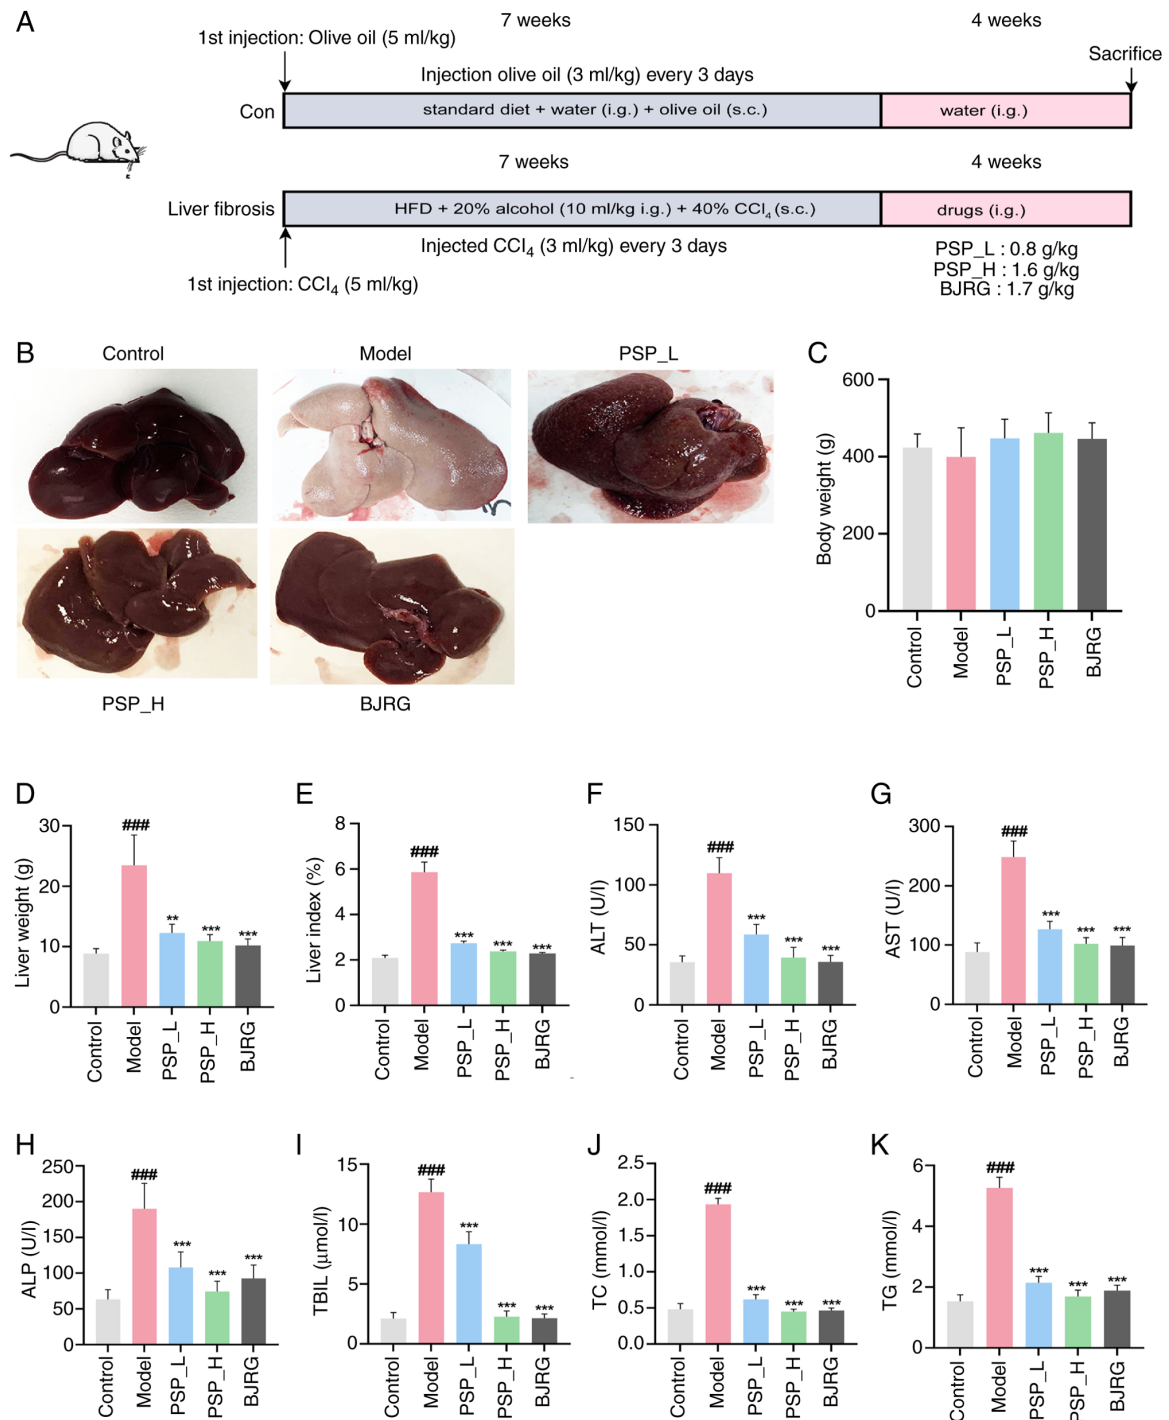 A
7 weeks
4 weeks
1st injection: Olive oil (5 ml/kg)
Sacrifice
Injection olive oil (3 ml/kg) every 3 days
Con
standard diet + water (i.g.) + olive oil (s.c.)
water (i.g.)
7 weeks
4 weeks
Liver fibrosis
HFD + 20% alcohol (10 ml/kg i.g.) + 40% CCl4 (s.c.)
drugs (i.g.)
Injected CCl4 (3 ml/kg) every 3 days
PSP_L : 0.8 g/kg
PSP_H : 1.6 g/kg
BJRG : 1.7 g/kg
1st injection: CCl4 (5 ml/kg)
B
Control
Model
PSP_L
PSP_H
BJRG
C
Body weight (g)
600
400
200
0
Control
Model
PSP_L
PSP_H
BJRG
D
Liver weight (g)
30
20
10
0
###
**
***
***
Control
Model
PSP_L
PSP_H
BJRG
E
Liver index (%)
8
6
4
2
0
###
***
***
***
Control
Model
PSP_L
PSP_H
BJRG
F
ALT (U/l)
150
100
50
0
###
***
***
***
Control
Model
PSP_L
PSP_H
BJRG
G
AST (U/l)
300
200
100
0
###
***
***
***
Control
Model
PSP_L
PSP_H
BJRG
H
ALP (U/l)
250
200
150
100
50
0
###
***
***
***
Control
Model
PSP_L
PSP_H
BJRG
I
TBIL (μmol/l)
15
10
5
0
###
***
***
***
Control
Model
PSP_L
PSP_H
BJRG
J
TC (mmol/l)
2.5
2.0
1.5
1.0
0.5
0.0
###
***
***
***
Control
Model
PSP_L
PSP_H
BJRG
K
TG (mmol/l)
6
4
2
0
###
***
***
***
Control
Model
PSP_L
PSP_H
BJRG